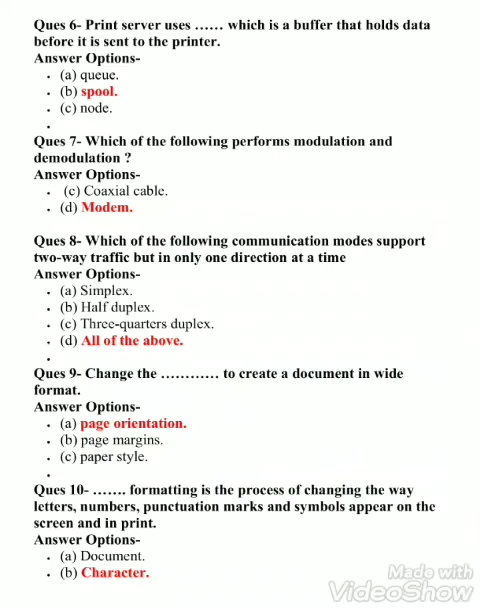 Ques 6- Print server uses …… which is a buffer that holds data
before it is sent to the printer.
Answer Options-
• (a) queue.
• (b) spool.
• (c) node.
•
Ques 7- Which of the following performs modulation and
demodulation ?
Answer Options-
• (c) Coaxial cable.
• (d) Modem.
Ques 8- Which of the following communication modes support
two-way traffic but in only one direction at a time
Answer Options-
• (a) Simplex.
• (b) Half duplex.
• (c) Three-quarters duplex.
• (d) All of the above.
•
Ques 9- Change the ………… to create a document in wide
format.
Answer Options-
• (a) page orientation.
• (b) page margins.
• (c) paper style.
•
Ques 10- ……. formatting is the process of changing the way
letters, numbers, punctuation marks and symbols appear on the
screen and in print.
Answer Options-
• (a) Document.
• (b) Character.
Made with
VideoShow